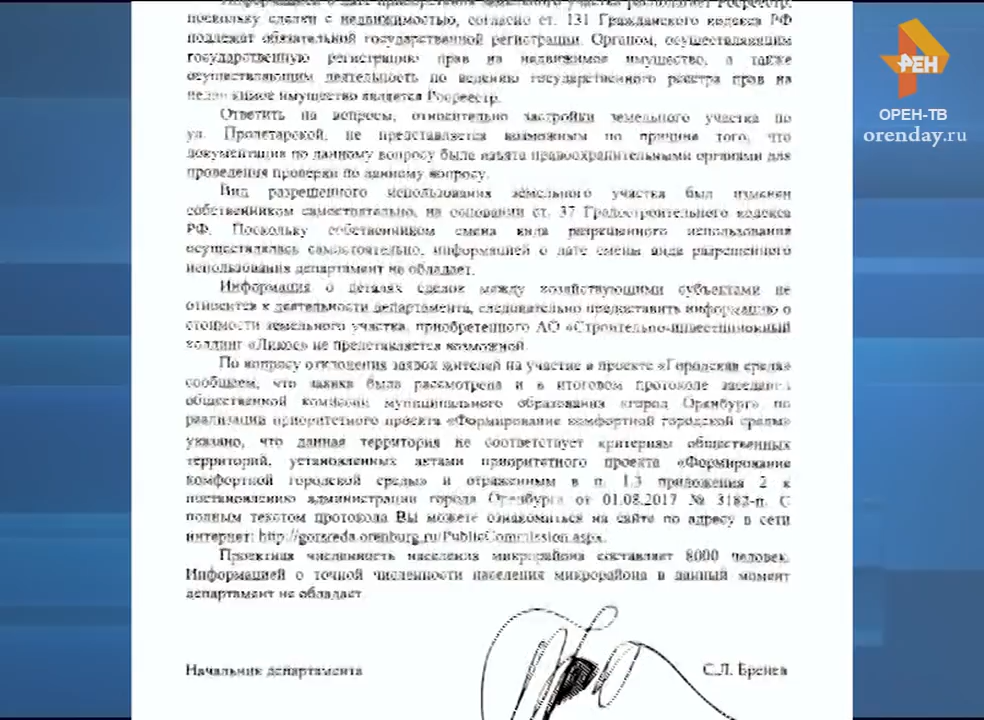 Информацией о дате приобретения земельного участка располагает Росреестр,
поскольку сделки с недвижимостью, согласно ст. 131 Гражданского кодекса РФ
подлежат обязательной государственной регистрации. Органом, осуществляющим
государственную регистрацию прав на недвижимое имущество, а также
осуществляющим деятельность по ведению государственного реестра прав на
недвижимое имущество является Росреестр.
Ответить на вопросы, относительно застройки земельного участка по
ул. Пролетарской, не представляется возможным по причине того, что
документация по данному вопросу была изъята правоохранительными органами для
проведения проверки по данному вопросу.
Вид разрешенного использования земельного участка был изменен
собственником самостоятельно, на основании ст. 37 Градостроительного кодекса
РФ. Поскольку собственником смена вида разрешенного использования
осуществлялась самостоятельно, информацией о дате смены вида разрешенного
использования департамент не обладает.
Информация о деталях сделок между хозяйствующими субъектами не
относится к деятельности департамента, следовательно предоставить информацию о
стоимости земельного участка, приобретенного АО «Строительно-инвестиционный
холдинг «Ликос» не представляется возможной.
По вопросу отклонения заявок жителей на участие в проекте «Городская среда»
сообщаем, что заявка была рассмотрена и в итоговом протоколе заседания
общественной комиссии муниципального образования «город Оренбург» по
реализации приоритетного проекта «Формирование комфортной городской среды»
указано, что данная территория не соответствует критериям общественных
территорий, установленных актами приоритетного проекта «Формирование
комфортной городской среды» и отраженным в п. 1.3 приложения 2 к
постановлению администрации города Оренбурга от 01.08.2017 № 3182-п. С
полным текстом протокола Вы можете ознакомиться на сайте по адресу в сети
интернет: http://gorsreda.orenburg.ru/PublicCommission.aspx.
Проектная численность населения микрорайона составляет 8000 человек.
Информацией о точной численности населения микрорайона в данный момент
департамент не обладает.
Начальник департамента
С.Л. Бренев
РЕН
ОРЕН-ТВ
orenday.ru